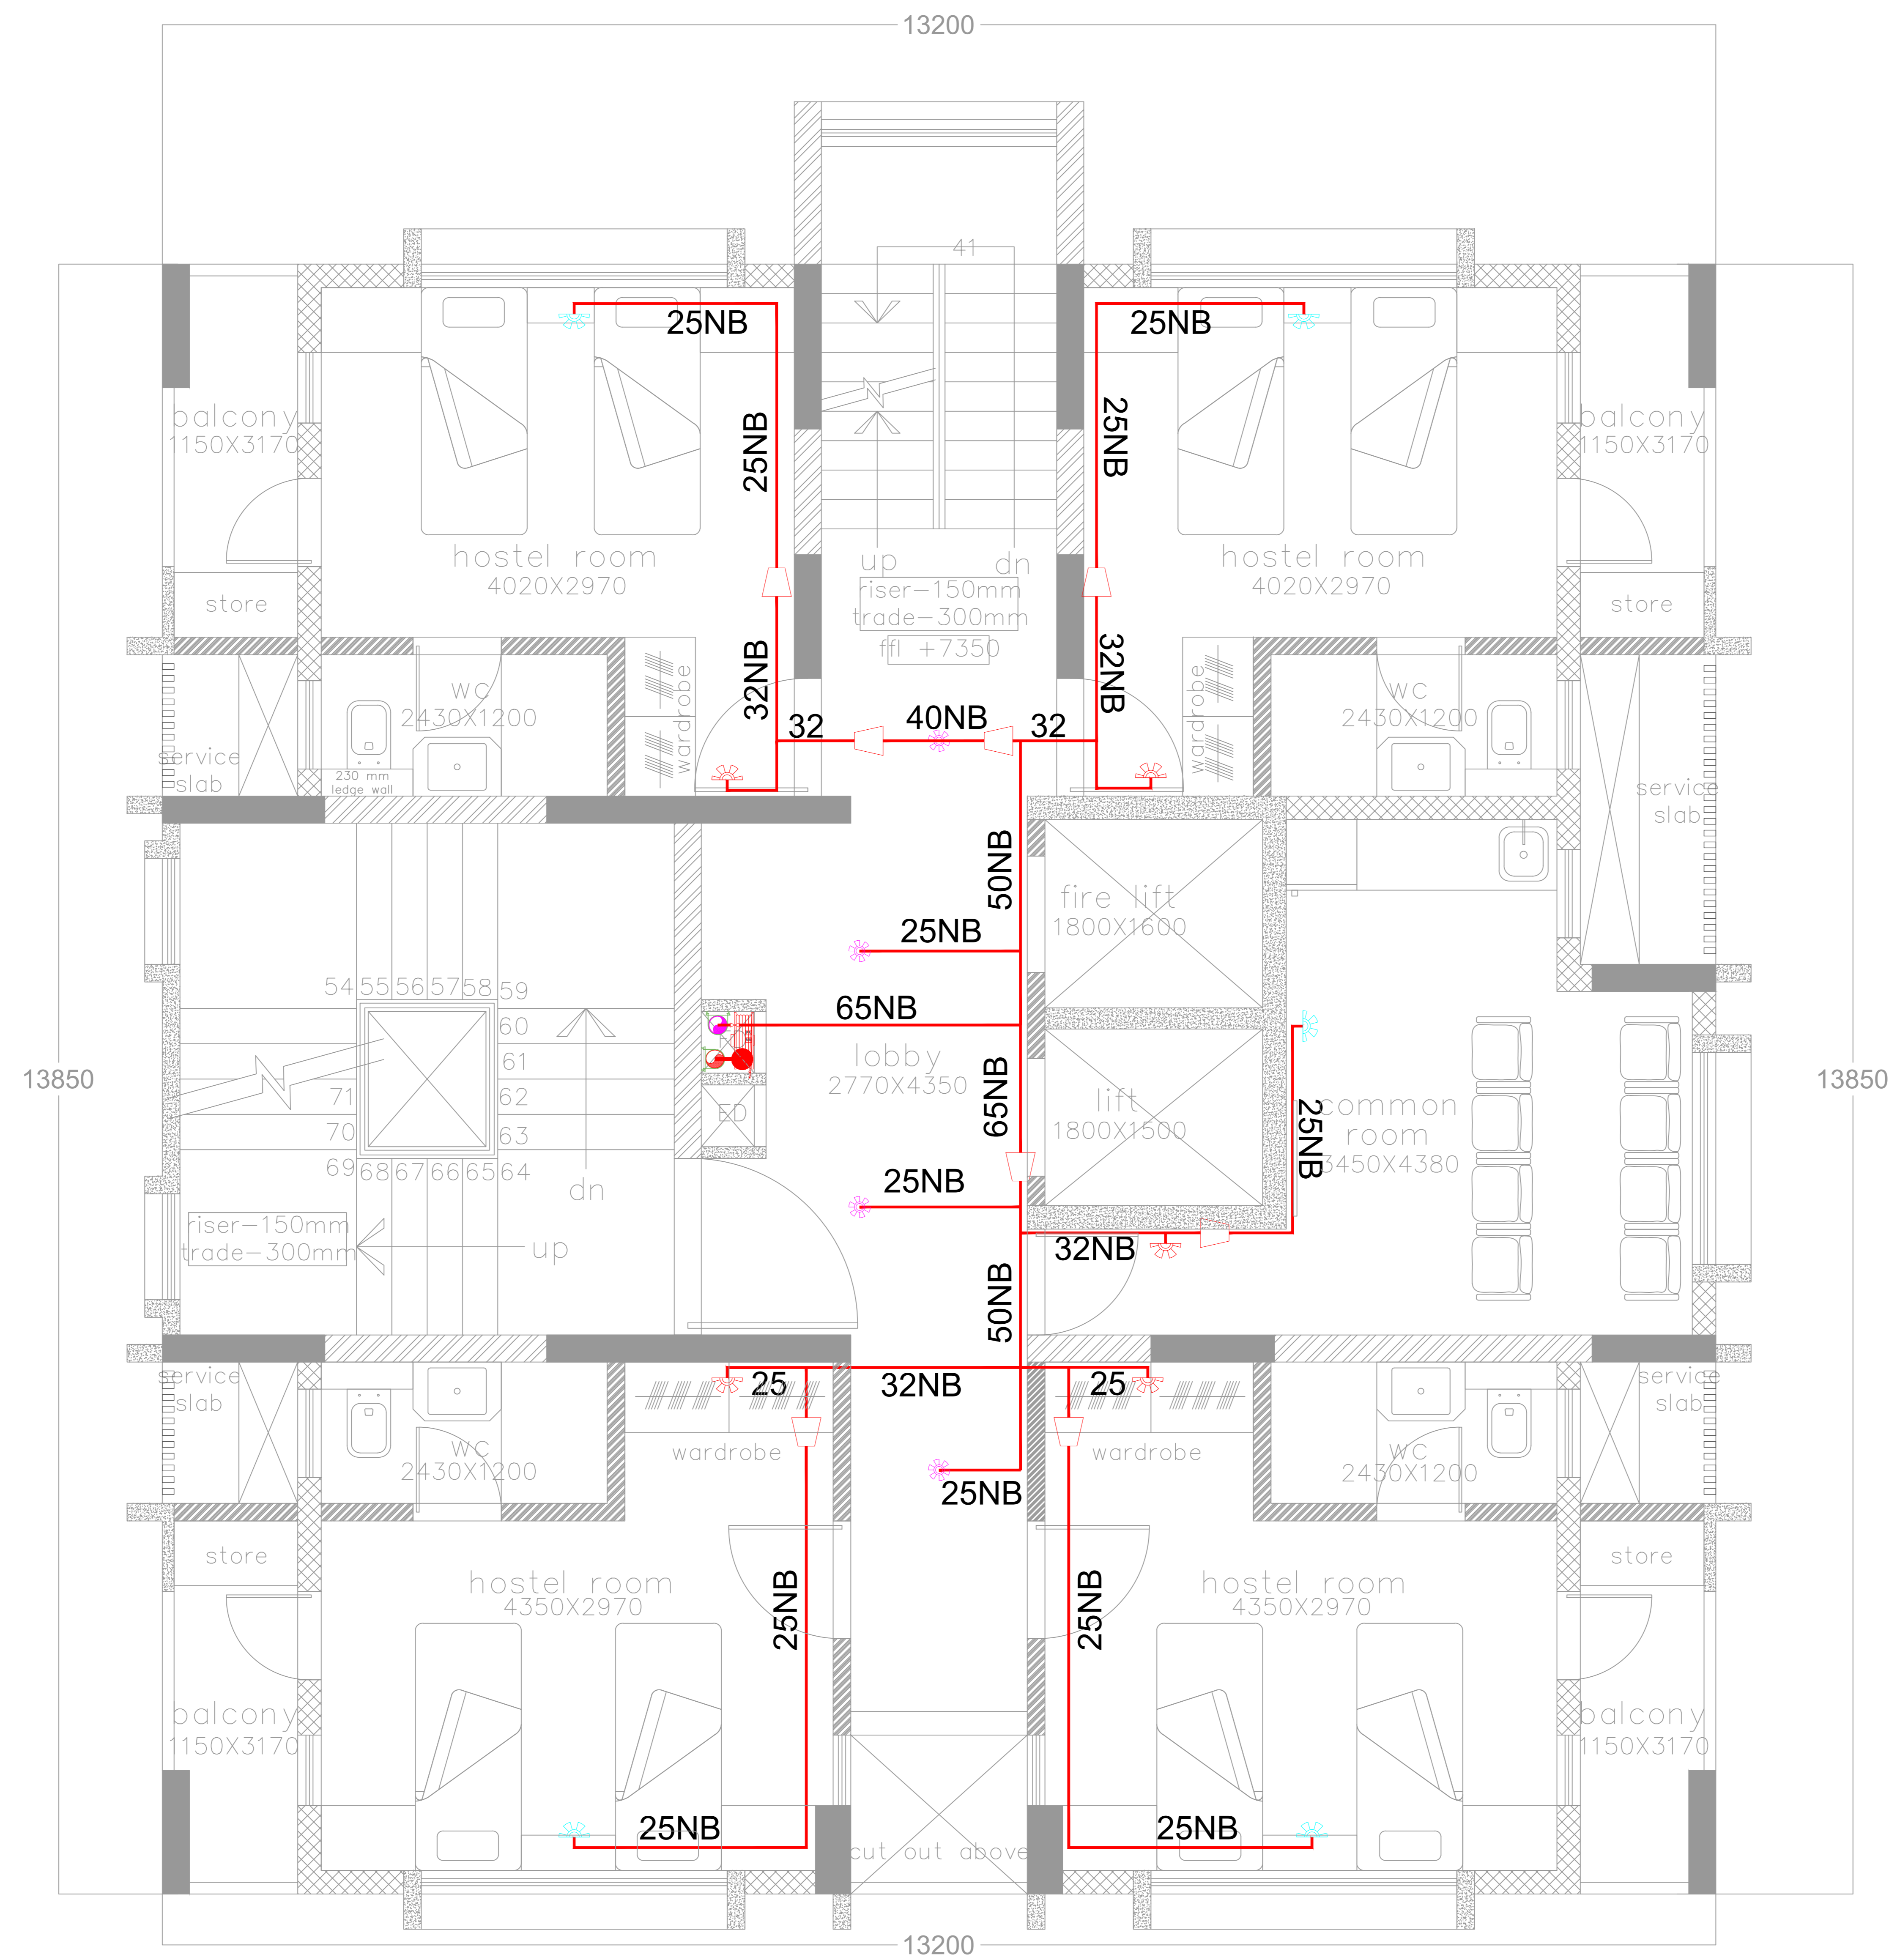 13200
41
25NB
25NB
balcony
1150X3170
25NB
25NB
balcony
1150X3170
hostel room
4020X2970
up
dn
hostel room
4020X2970
store
riser-150mm
trade-300mm
ffl +7350
store
32NB
32NB
WC
2430X1200
wardrobe
wardrobe
WC
2430X1200
32
40NB
32
service
slab
230 mm
ledge wall
service
slab
50NB
fire lift
1800X1600
25NB
54
55
56
57
58
59
65NB
60
61
lobby
2770X4350
65NB
13850
13850
71
62
ED
lift
1800X1500
common
room
3450X4380
25NB
70
63
69
68
67
66
65
64
dn
25NB
riser-150mm
trade-300mm
up
32NB
50NB
service
slab
25
32NB
25
service
slab
WC
2430X1200
wardrobe
wardrobe
WC
2430X1200
25NB
store
hostel room
4350X2970
25NB
25NB
hostel room
4350X2970
store
balcony
1150X3170
balcony
1150X3170
25NB
25NB
cut out above
13200